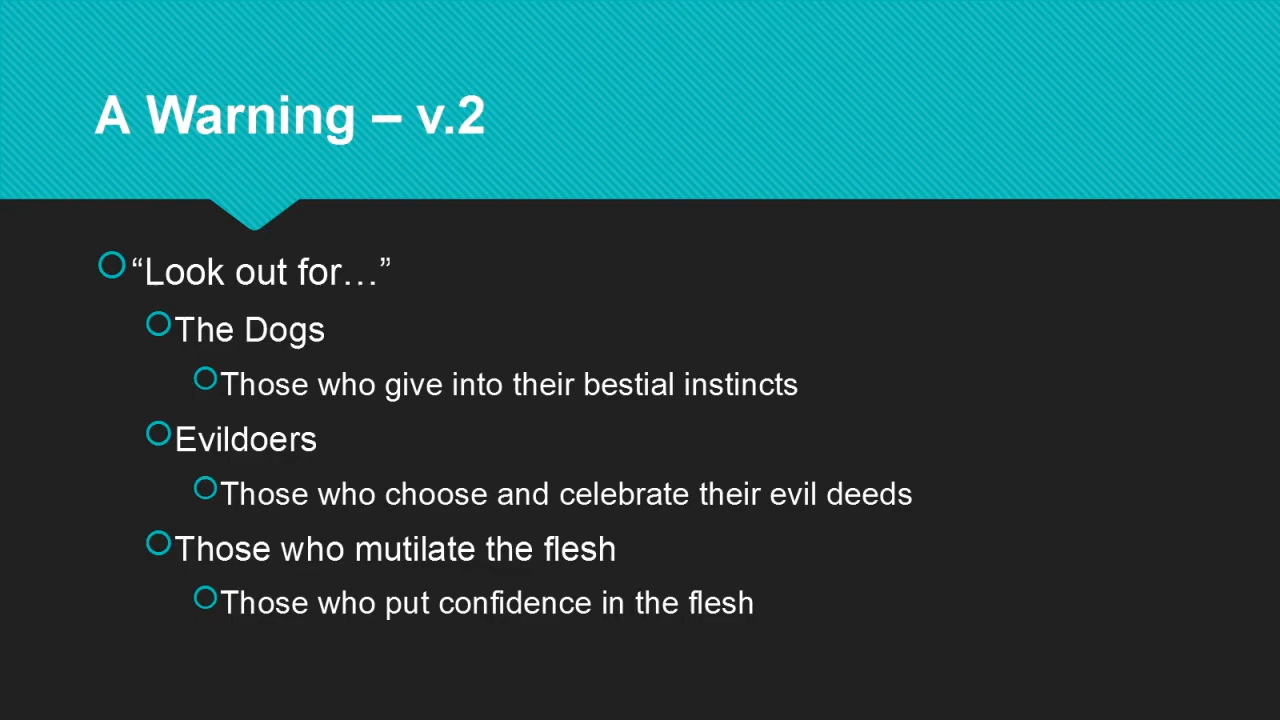 A Warning – v.2
“Look out for…”
The Dogs
Those who give into their bestial instincts
Evildoers
Those who choose and celebrate their evil deeds
Those who mutilate the flesh
Those who put confidence in the flesh